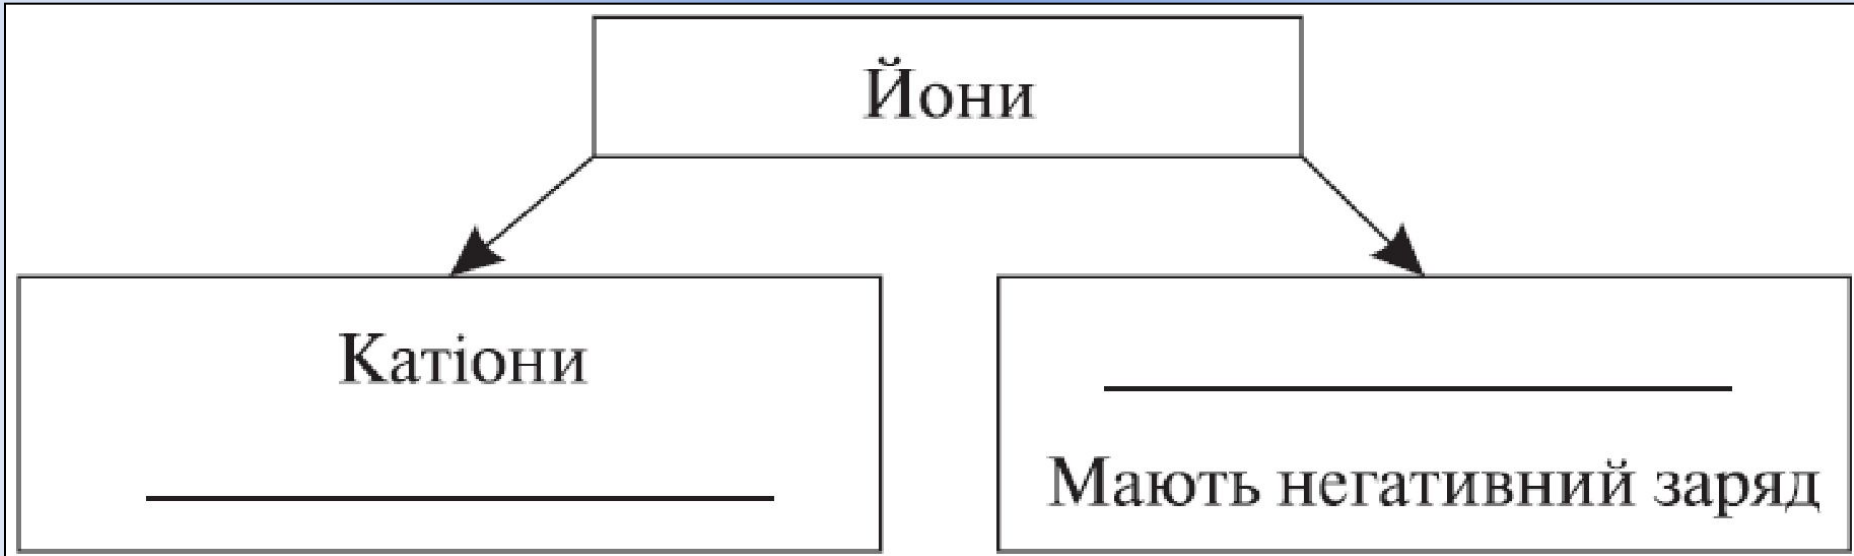 Йони
Катіони
Мають негативний заряд